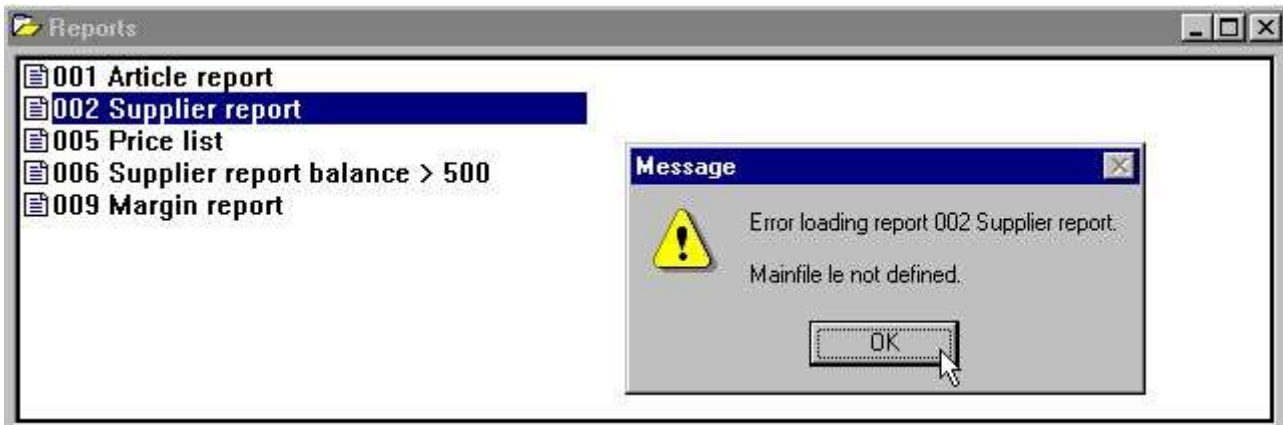 Reports
001 Article report
002 Supplier report
005 Price list
006 Supplier report balance > 500
009 Margin report
Message
Error loading report 002 Supplier report.
Mainfile le not defined.
OK